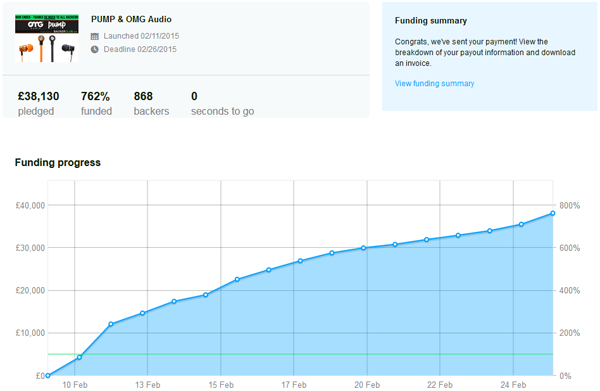 OMG PUMP
PUMP & OMG Audio
Launched 02/11/2015
Deadline 02/26/2015
£38,130
pledged
762%
funded
868
backers
0
seconds to go
Funding summary
Congrats, we've sent your payment! View the
breakdown of your payout information and download
an invoice.
View funding summary
Funding progress
£40,000
£30,000
£20,000
£10,000
£0
800%
600%
400%
200%
0%
10 Feb
13 Feb
15 Feb
17 Feb
20 Feb
22 Feb
24 Feb